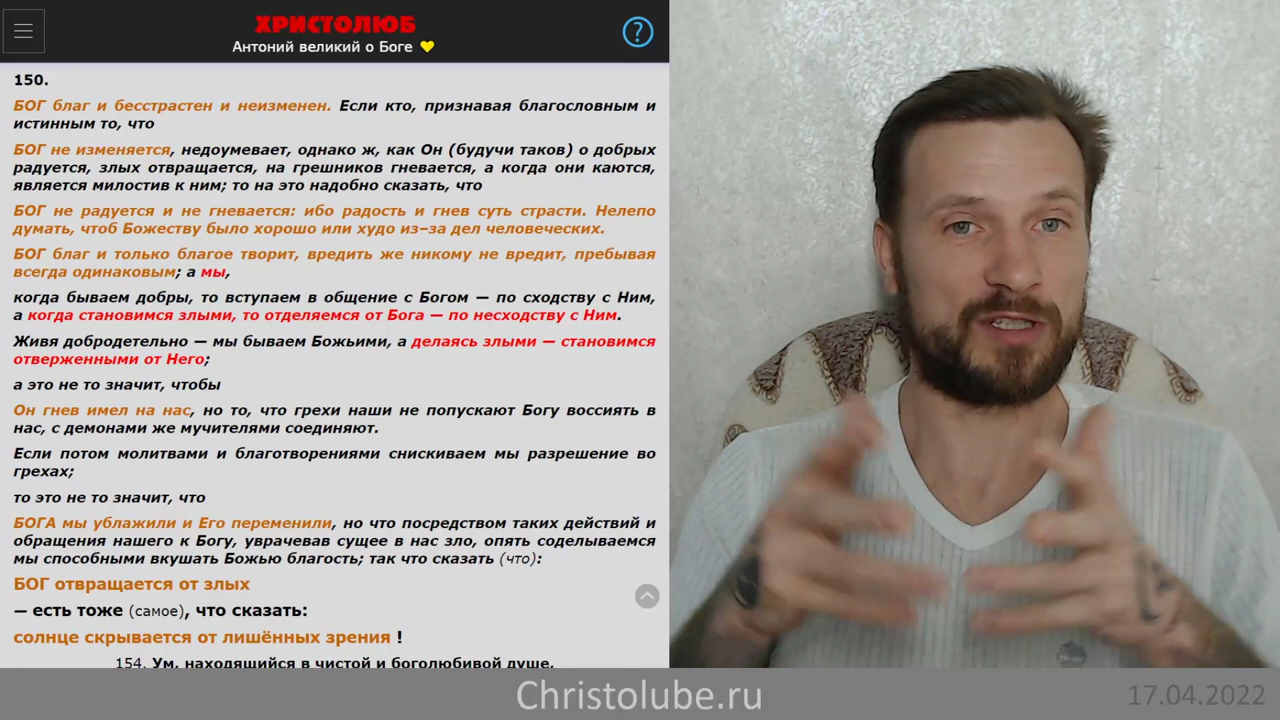 ХРИСТОЛЮБ
Антоний великий о Боге 💛
?
150.
БОГ благ и бесстрастен и неизменен. Если кто, признавая благословным и
истинным то, что
БОГ не изменяется, недоумевает, однако ж, как Он (будучи таков) о добрых
радуется, злых отвращается, на грешников гневается, а когда они каются,
является милостив к ним; то на это надобно сказать, что
БОГ не радуется и не гневается: ибо радость и гнев суть страсти. Нелепо
думать, чтоб Божеству было хорошо или худо из–за дел человеческих.
БОГ благ и только благое творит, вредить же никому не вредит, пребывая
всегда одинаковым; а мы,
когда бываем добры, то вступаем в общение с Богом — по сходству с Ним,
а когда становимся злыми, то отделяемся от Бога — по несходству с Ним.
Живя добродетельно — мы бываем Божьими, а делаясь злыми — становимся
отверженными от Него;
а это не то значит, чтобы
Он гнев имел на нас, но то, что грехи наши не попускают Богу воссиять в
нас, с демонами же мучителями соединяют.
Если потом молитвами и благотворениями снискиваем мы разрешение во
грехах;
то это не то значит, что
БОГА мы ублажили и Его переменили, но что посредством таких действий и
обращения нашего к Богу, уврачевав сущее в нас зло, опять соделываемся
мы способными вкушать Божью благость; так что сказать (что):
БОГ отвращается от злых
— есть тоже (самое), что сказать:
солнце скрывается от лишённых зрения !
154. Ум, находящийся в чистой и боголюбивой душе,
Christolube.ru
17.04.2022